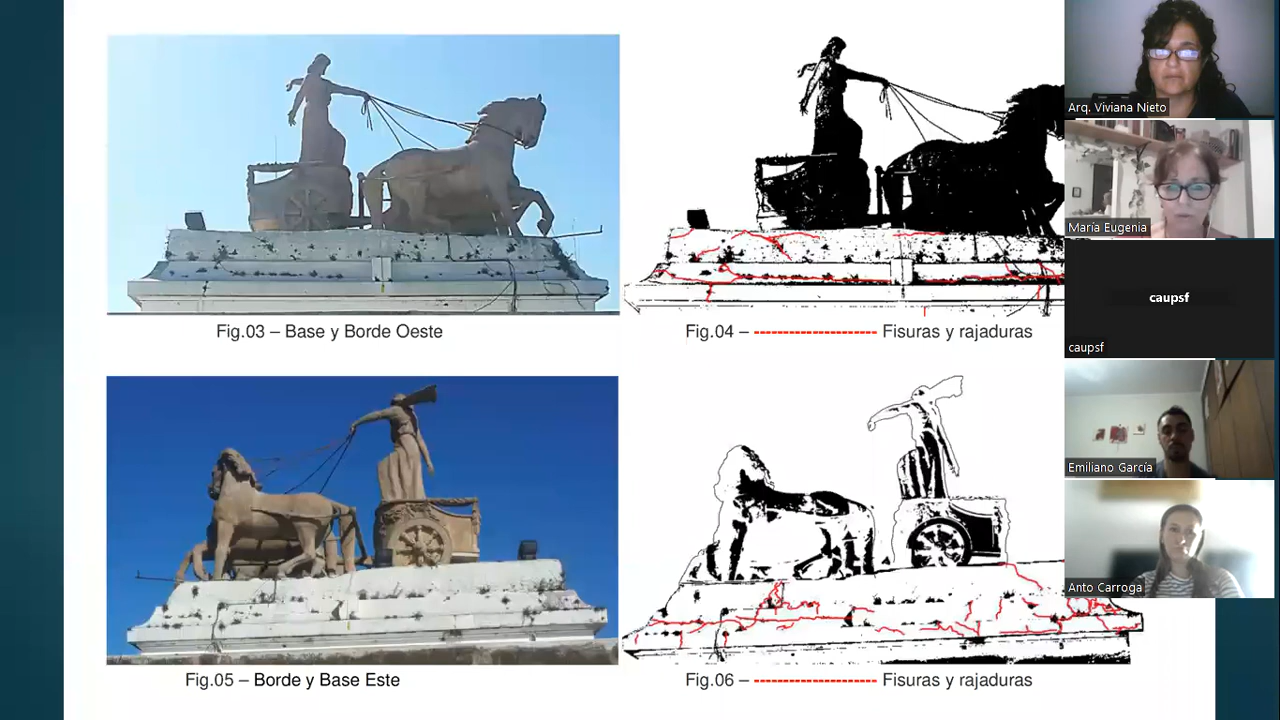 Fig.03 – Base y Borde Oeste
Fig.04 – --------------------- Fisuras y rajaduras
Fig.05 – Borde y Base Este
Fig.06 – --------------------- Fisuras y rajaduras
Arq. Viviana Nieto
María Eugenia
caupsf
caupsf
Emiliano García
Anto Carroga